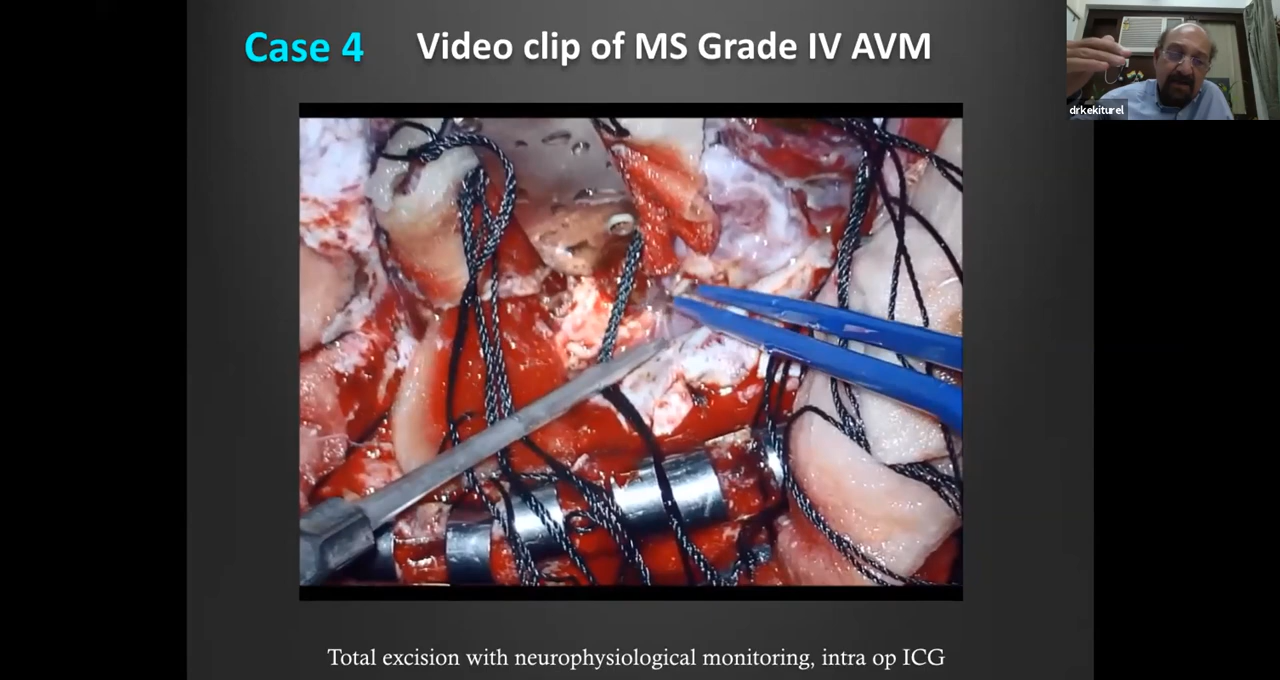 Case 4
Video clip of MS Grade IV AVM
drkekiturel
Total excision with neurophysiological monitoring, intra op ICG